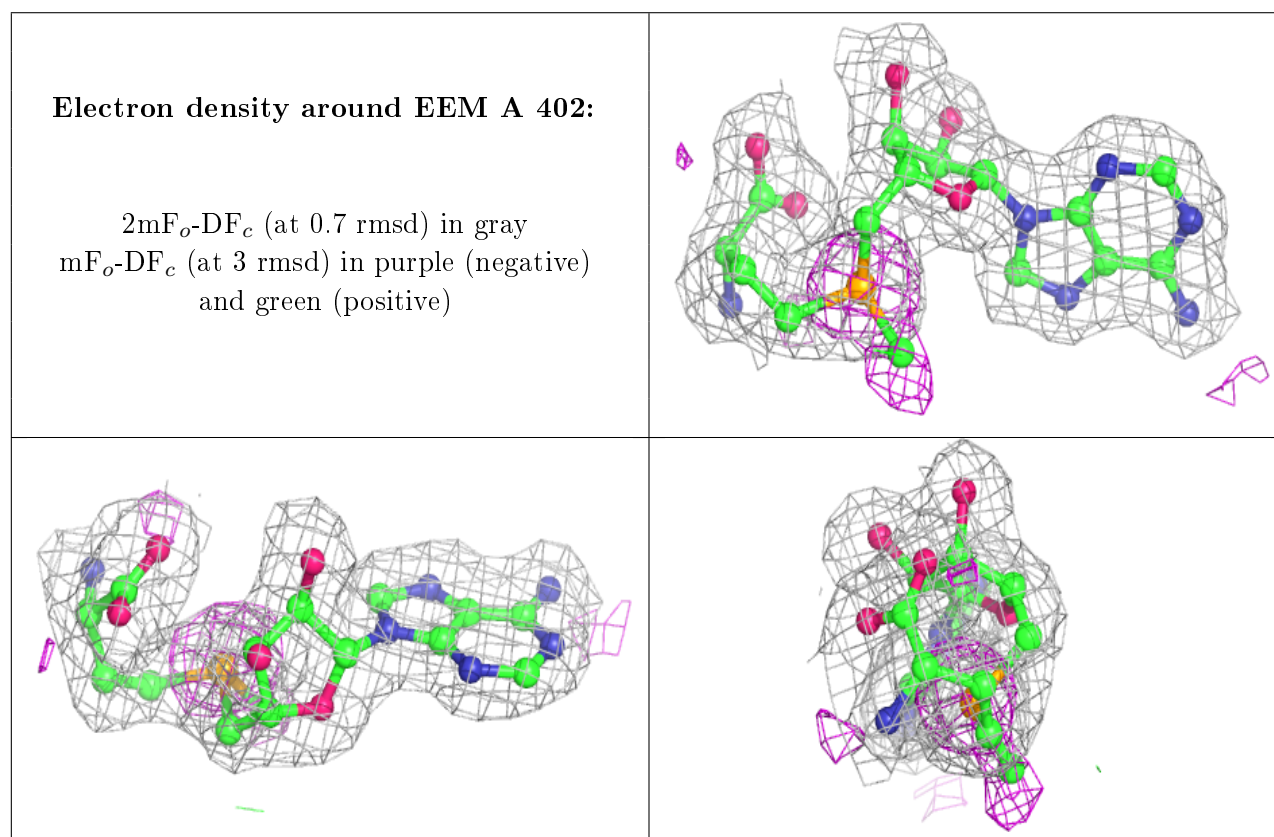 Electron density around EEM A 402:
2mFo-DFc (at 0.7 rmsd) in gray
mFo-DFc (at 3 rmsd) in purple (negative)
and green (positive)